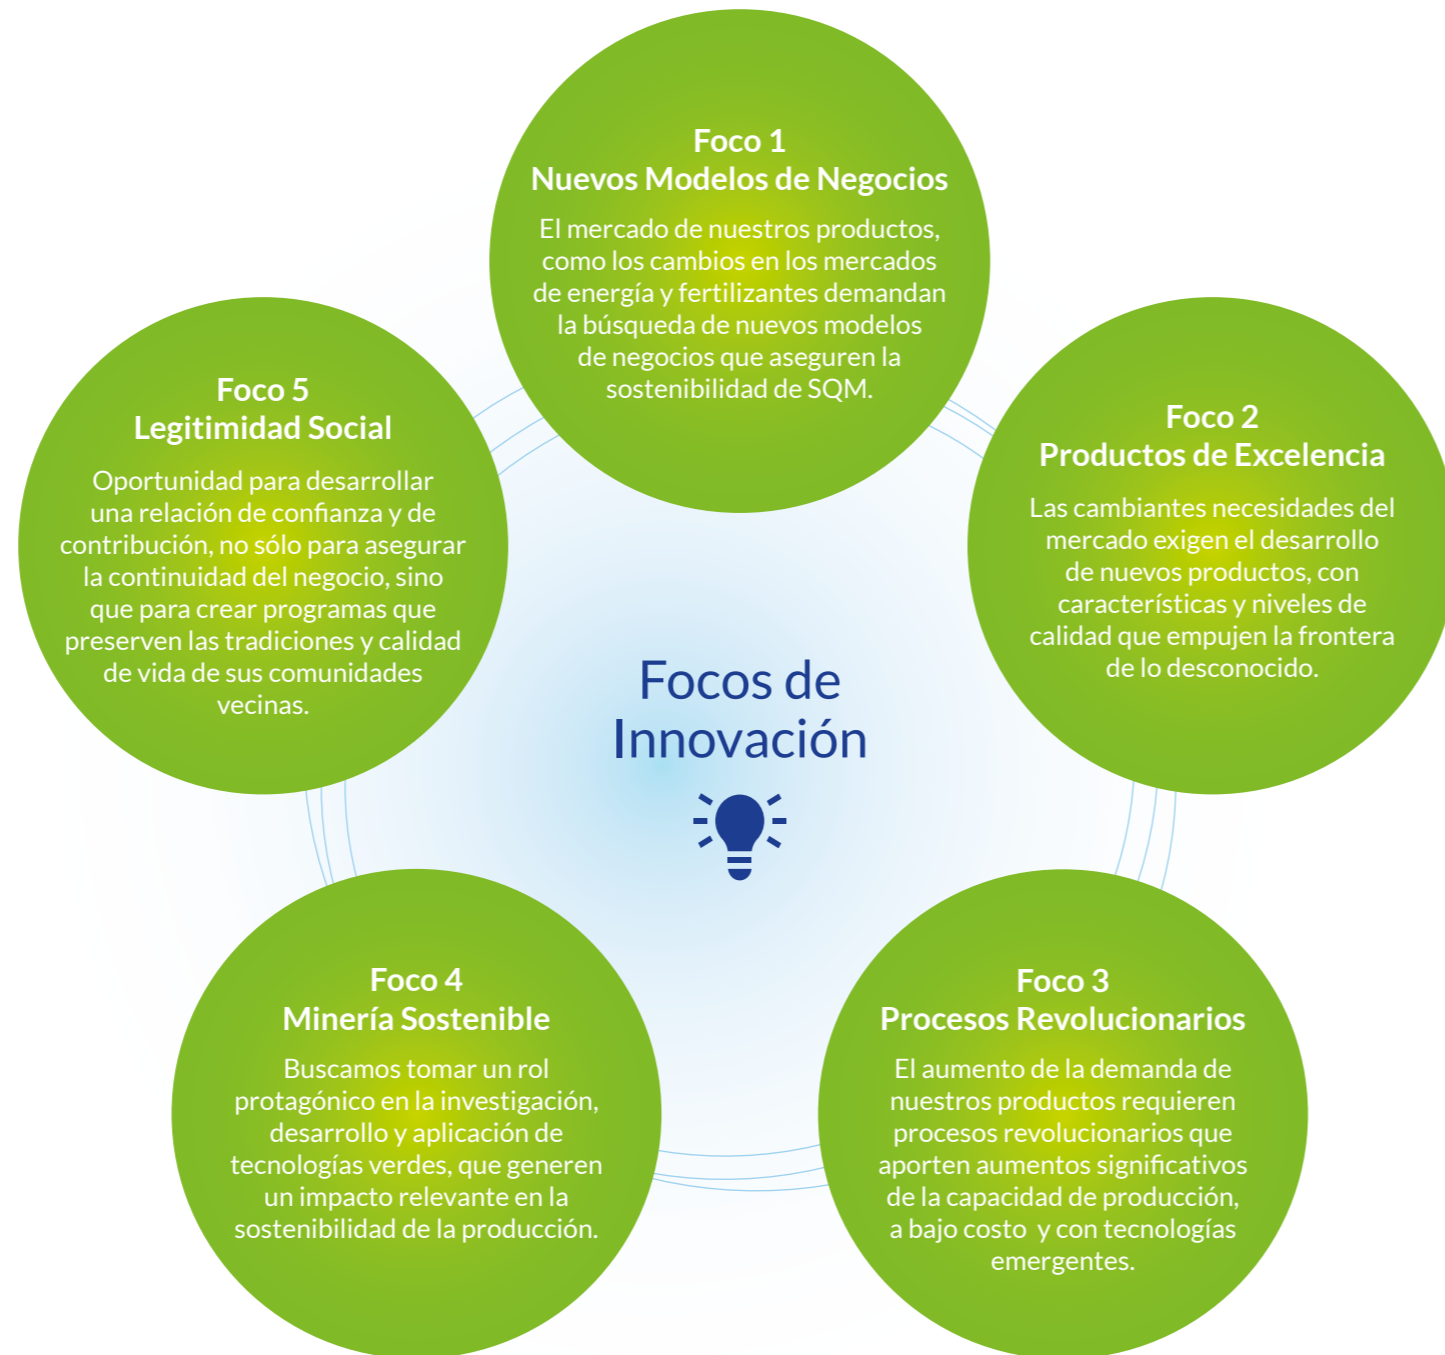 Foco 1
Nuevos Modelos de Negocios
El mercado de nuestros productos,
como los cambios en los mercados
de energía y fertilizantes demandan
la búsqueda de nuevos modelos
de negocios que aseguren la
sostenibilidad de SQM.
Foco 2
Productos de Excelencia
Las cambiantes necesidades del
mercado exigen el desarrollo
de nuevos productos, con
características y niveles de
calidad que empujen la frontera
de lo desconocido.
Foco 3
Procesos Revolucionarios
El aumento de la demanda de
nuestros productos requieren
procesos revolucionarios que
aporten aumentos significativos
de la capacidad de producción,
a bajo costo y con tecnologías
emergentes.
Foco 4
Minería Sostenible
Buscamos tomar un rol
protagónico en la investigación,
desarrollo y aplicación de
tecnologías verdes, que generen
un impacto relevante en la
sostenibilidad de la producción.
Foco 5
Legitimidad Social
Oportunidad para desarrollar
una relación de confianza y de
contribución, no sólo para asegurar
la continuidad del negocio, sino
que para crear programas que
preserven las tradiciones y calidad
de vida de sus comunidades
vecinas.
Focos de
Innovación